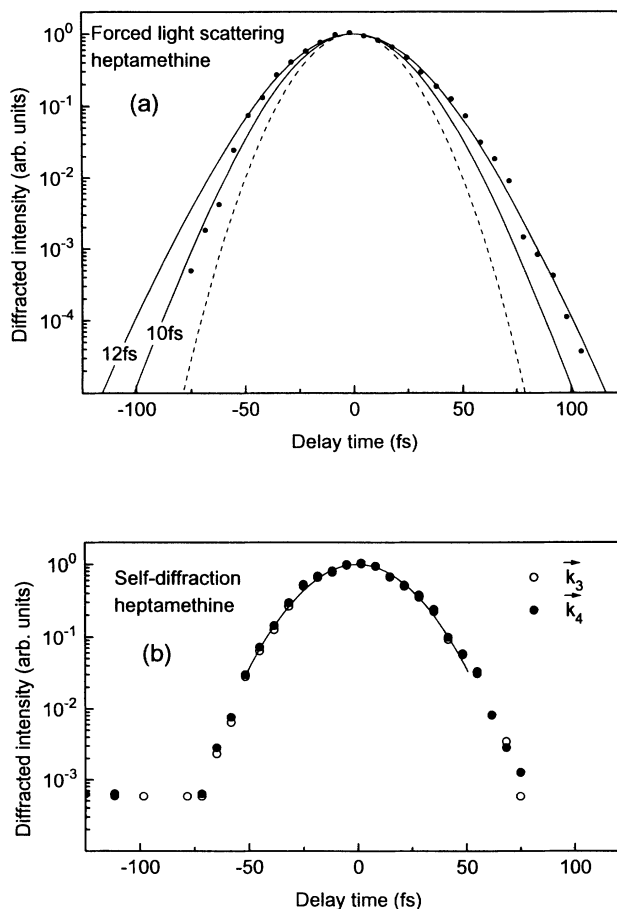 Forced light scattering
heptamethine
(a)
Diffracted intensity (arb. units)
10⁰
10⁻¹
10⁻²
10⁻³
10⁻⁴
12fs
10fs
-100 -50 0 50 100
Delay time (fs)
Self-diffraction
heptamethine
(b)
k₃
k₄
Diffracted intensity (arb. units)
10⁰
10⁻¹
10⁻²
10⁻³
-100 -50 0 50 100
Delay time (fs)